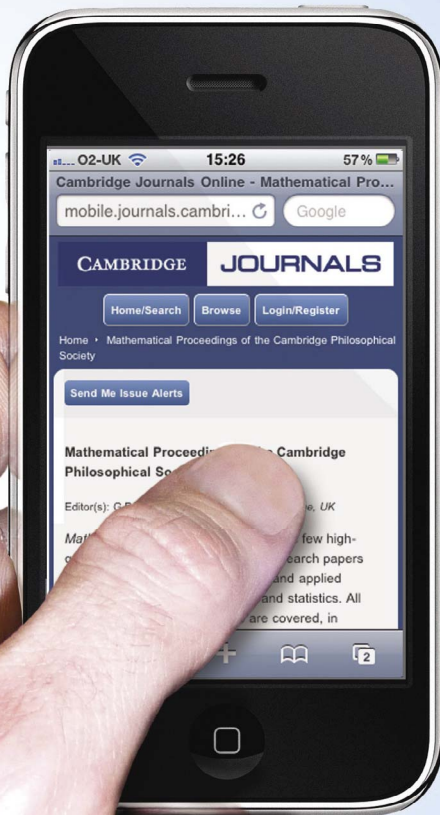 O2-UK 15:26 57%
Cambridge Journals Online - Mathematical Pro...
mobile.journals.cambri... Google
CAMBRIDGE JOURNALS
Home/Search Browse Login/Register
Home ‣ Mathematical Proceedings of the Cambridge Philosophical
Society
Send Me Issue Alerts
Mathematical Cambridge
Philosophical
Editor(s): UK
few high-
earch papers
and applied
and statistics. All
are covered, in
2